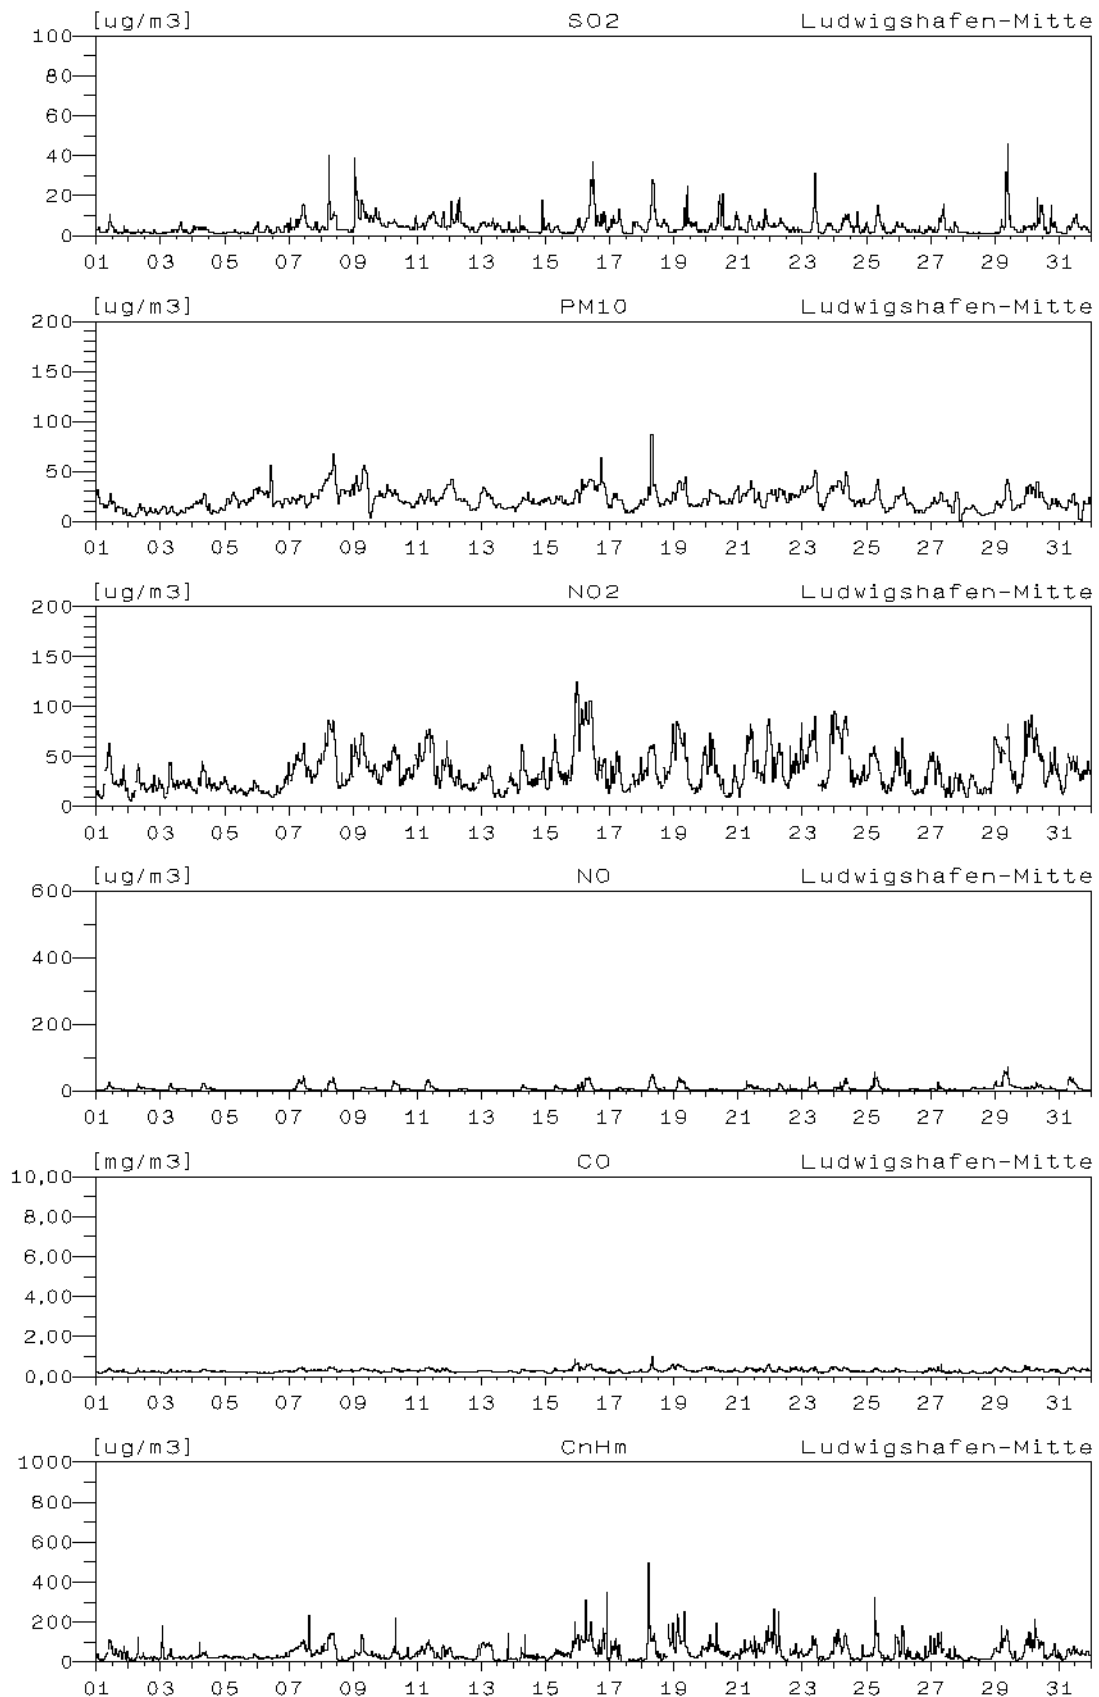 [ug/m3] SO2 Ludwigshafen-Mitte
100
80
60
40
20
0
01 03 05 07 09 11 13 15 17 19 21 23 25 27 29 31
[ug/m3] PM10 Ludwigshafen-Mitte
200
150
100
50
0
01 03 05 07 09 11 13 15 17 19 21 23 25 27 29 31
[ug/m3] NO2 Ludwigshafen-Mitte
200
150
100
50
0
01 03 05 07 09 11 13 15 17 19 21 23 25 27 29 31
[ug/m3] NO Ludwigshafen-Mitte
600
400
200
0
01 03 05 07 09 11 13 15 17 19 21 23 25 27 29 31
[mg/m3] CO Ludwigshafen-Mitte
10,00
8,00
6,00
4,00
2,00
0,00
01 03 05 07 09 11 13 15 17 19 21 23 25 27 29 31
[ug/m3] CnHm Ludwigshafen-Mitte
1000
800
600
400
200
0
01 03 05 07 09 11 13 15 17 19 21 23 25 27 29 31